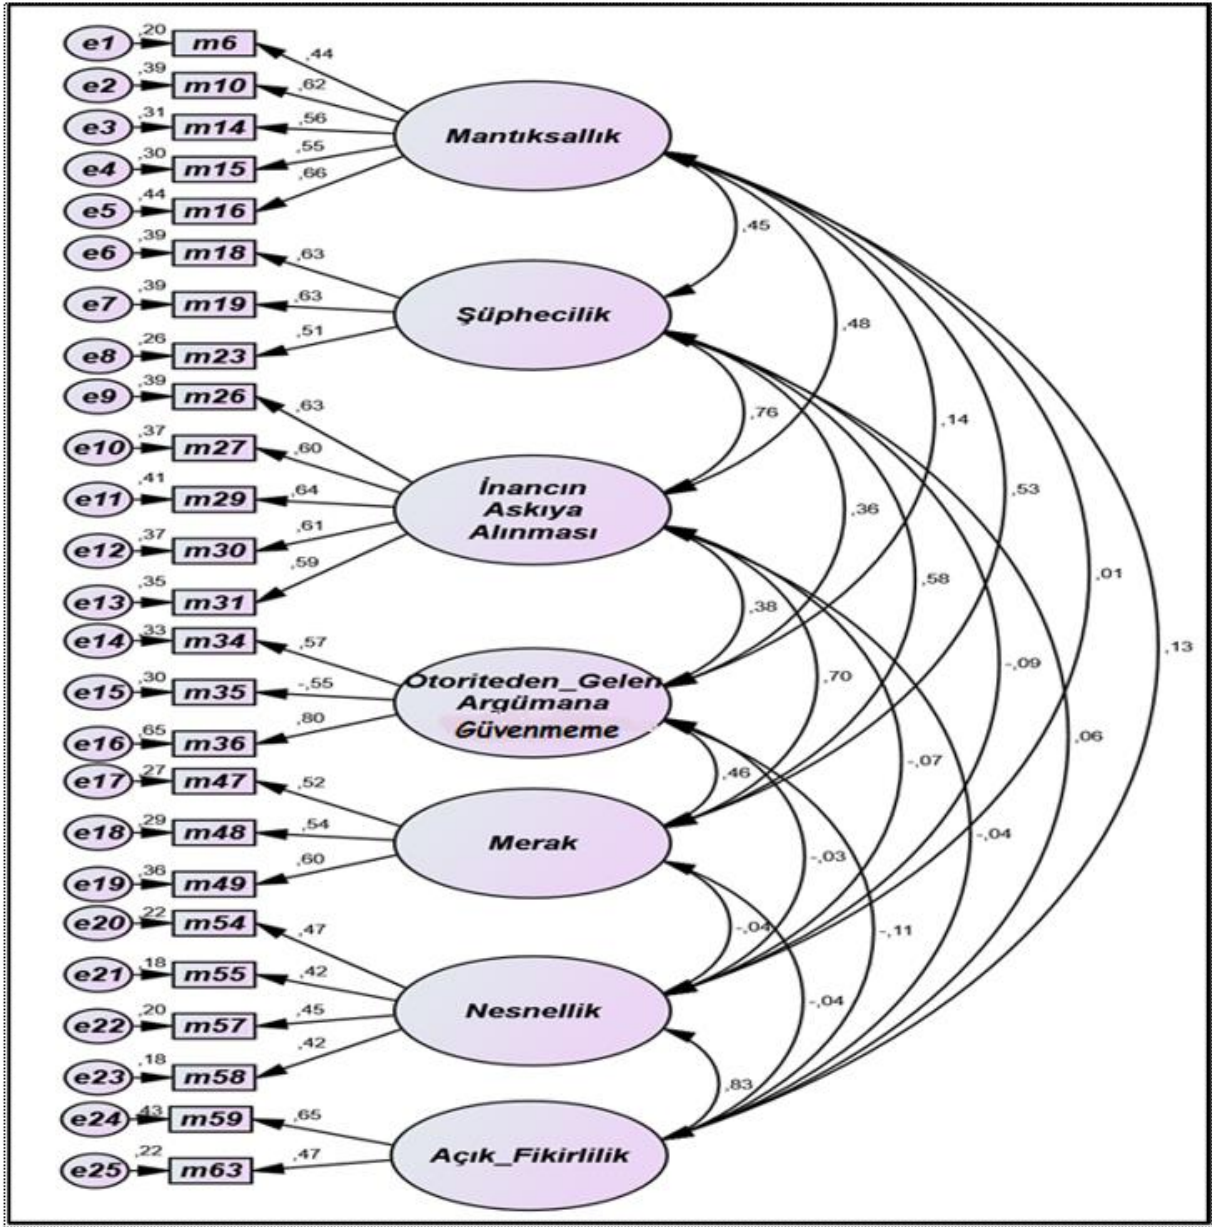 e1 ,20 m6 ,44
e2 ,39 m10 ,62
e3 ,31 m14 ,56
e4 ,30 m15 ,55
e5 ,44 m16 ,66
Mantıksallık
e6 ,39 m18 ,63
e7 ,39 m19 ,63
e8 ,26 m23 ,51
Şüphecilik
e9 ,39 m26 ,63
e10 ,37 m27 ,60
e11 ,41 m29 ,64
e12 ,37 m30 ,61
e13 ,35 m31 ,59
İnancın
Askıya
Alınması
e14 ,33 m34 ,57
e15 ,30 m35 -,55
e16 ,65 m36 ,80
Otoriteden_Gelen
Argümana
Güvenmeme
e17 ,27 m47 ,52
e18 ,29 m48 ,54
e19 ,36 m49 ,60
Merak
e20 ,22 m54 ,47
e21 ,18 m55 ,42
e22 ,20 m57 ,45
e23 ,18 m58 ,42
Nesnellik
e24 ,43 m59 ,65
e25 ,22 m63 ,47
Açık_Fikirlilik
,45
,48
,76
,14
,53
,36
,58
,01
,38
,13
-,09
,70
,06
-,07
,46
-,04
-,03
-,04
-,11
-,04
,83